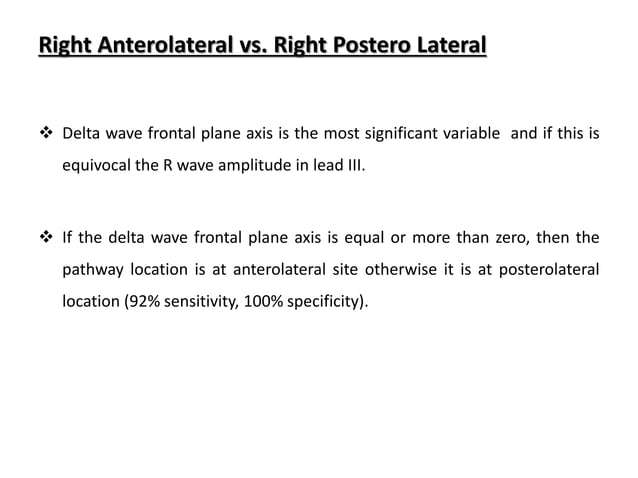 Right Anterolateral vs. Right Postero Lateral
❖ Delta wave frontal plane axis is the most significant variable and if this is
equivocal the R wave amplitude in lead III.
❖ If the delta wave frontal plane axis is equal or more than zero, then the
pathway location is at anterolateral site otherwise it is at posterolateral
location (92% sensitivity, 100% specificity).